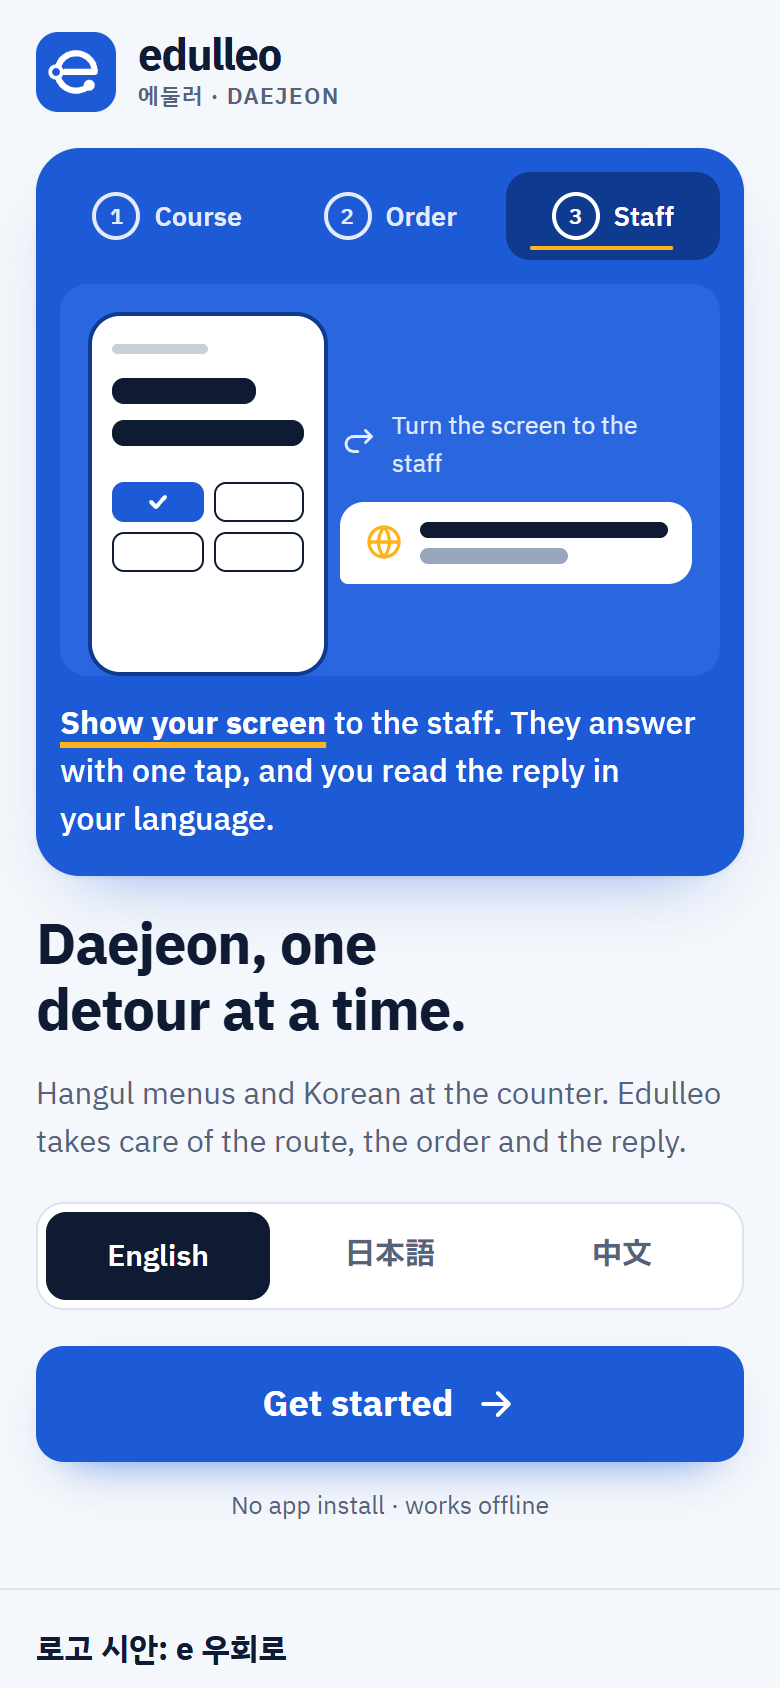 edulleo
에둘러 · DAEJEON
1 Course
2 Order
3 Staff
Turn the screen to the
staff
Show your screen to the staff. They answer
with one tap, and you read the reply in
your language.
Daejeon, one
detour at a time.
Hangul menus and Korean at the counter. Edulleo
takes care of the route, the order and the reply.
English
日本語
中文
Get started →
No app install · works offline
로고 시안: e 우회로